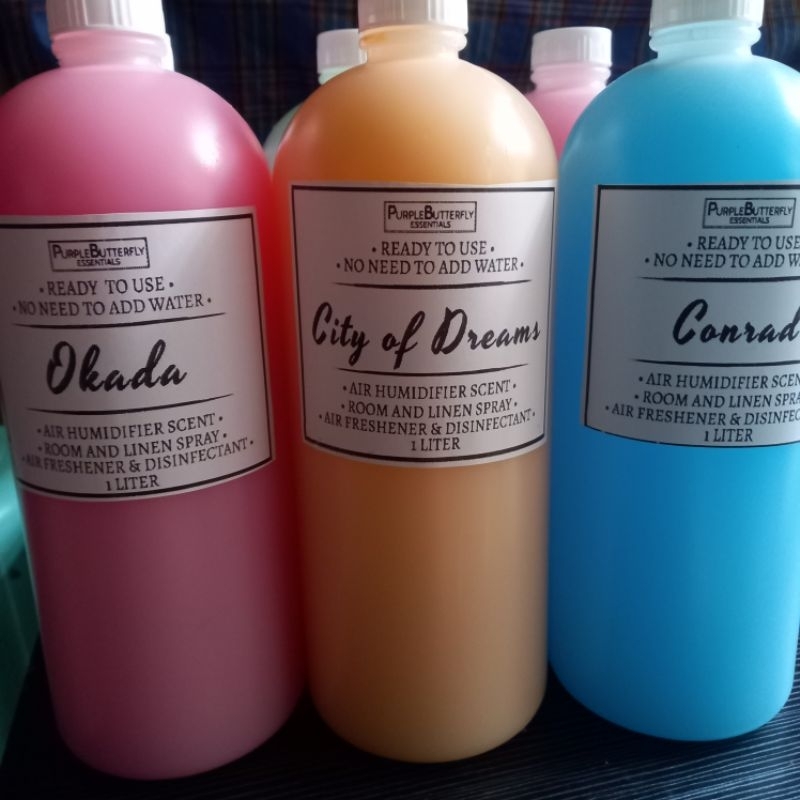 PURPLEBUTTERFLY
ESSENTIALS
• READY TO USE •
• NO NEED TO ADD WATER •
Okada
• AIR HUMIDIFIER SCENT •
• ROOM AND LINEN SPRAY •
• AIR FRESHENER & DISINFECTANT •
1 LITER
PURPLEBUTTERFLY
ESSENTIALS
• READY TO USE •
• NO NEED TO ADD WATER •
City of Dreams
• AIR HUMIDIFIER SCENT •
• ROOM AND LINEN SPRAY •
• AIR FRESHENER & DISINFECTANT •
1 LITER
PURPLEBUTTERFLY
ESSENTIALS
• READY TO USE
• NO NEED TO ADD
Conrad
• AIR HUMIDIFIER
• ROOM AND LINEN
• AIR FRESHENER &
1 LITER